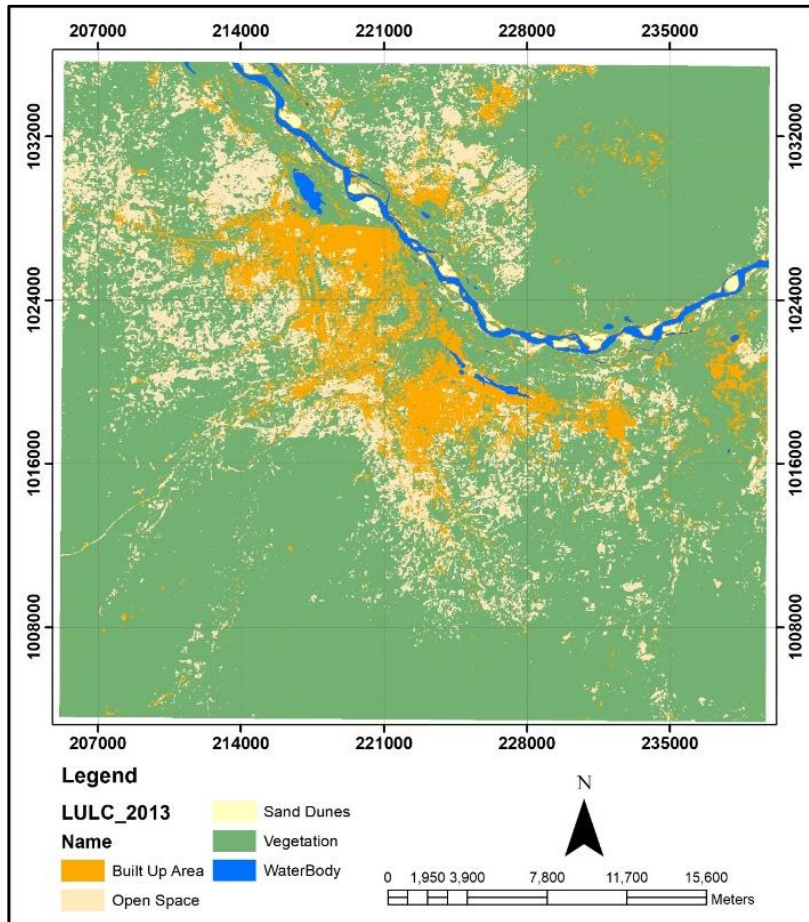 207000 214000 221000 228000 235000
1032000 1032000
1024000 1024000
1016000 1016000
1008000 1008000
207000 214000 221000 228000 235000
Legend
LULC_2013
Name
Built Up Area
Open Space
Sand Dunes
Vegetation
WaterBody
N
0 1,950 3,900 7,800 11,700 15,600
Meters